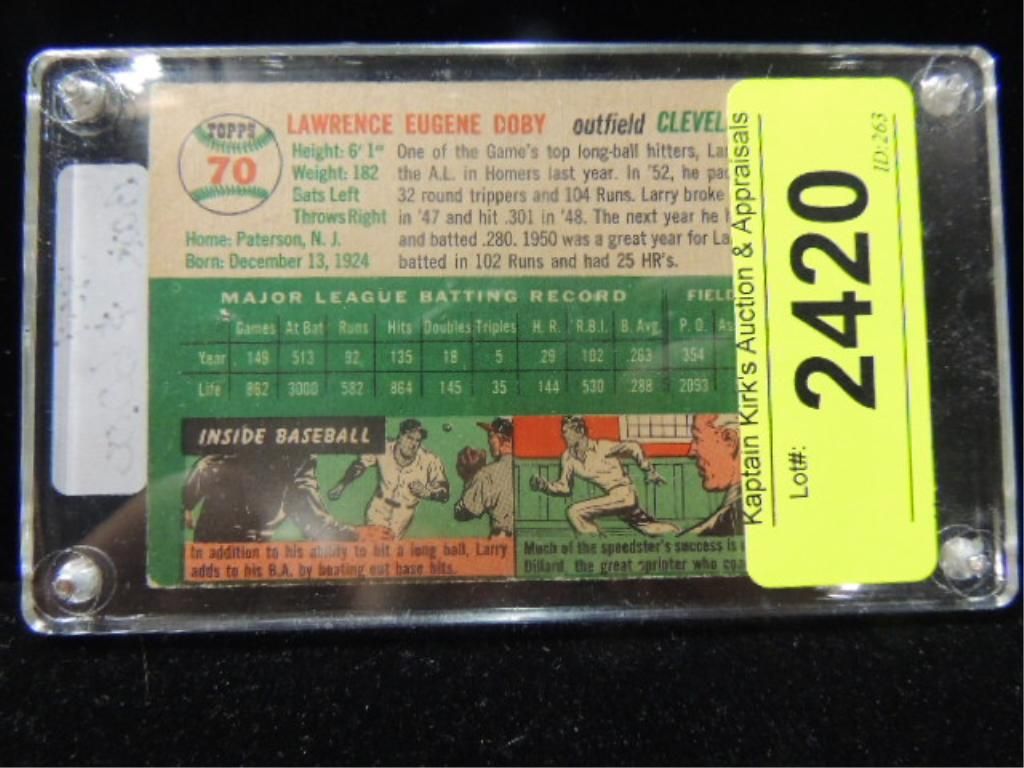 TOPPS
70
LAWRENCE EUGENE DOBY outfield CLEVEL
Height: 6' 1"
Weight: 182
Bats Left
Throws Right
Home: Paterson, N. J.
Born: December 13, 1924
One of the Game's top long-ball hitters, La
the A.L. in Homers last year. In '52, he pac
32 round trippers and 104 Runs. Larry broke
in '47 and hit .301 in '48. The next year he h
and batted .280. 1950 was a great year for La
batted in 102 Runs and had 25 HR's.
MAJOR LEAGUE BATTING RECORD FIELD
Games At Bat Runs Hits Doubles Triples H. R. R.B.I. B. Avg. P. O. As
Year 149 513 92 135 18 5 29 102 .263 354
Life 862 3000 582 864 145 35 144 530 .288 2093
INSIDE BASEBALL
In addition to his ability to hit a long ball, Larry
adds to his B.A. by beating out base hits.
Much of the speedster's success is
Dillard, the great sprinter who coa
Kaptain Kirk's Auction & Appraisals
Lot#:
2420
ID:263